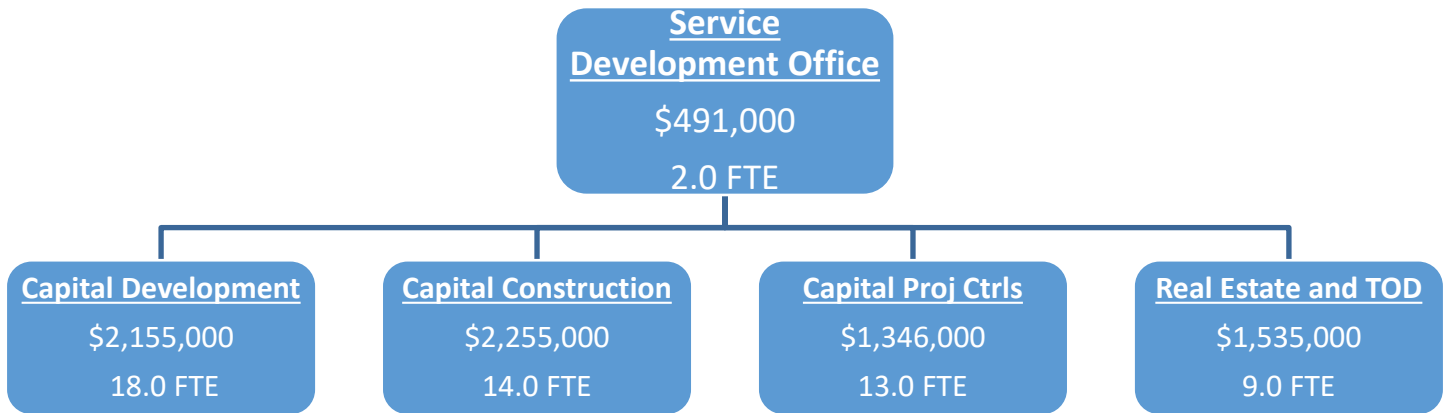 Service
Development Office
$491,000
2.0 FTE
Capital Development
$2,155,000
18.0 FTE
Capital Construction
$2,255,000
14.0 FTE
Capital Proj Ctrls
$1,346,000
13.0 FTE
Real Estate and TOD
$1,535,000
9.0 FTE